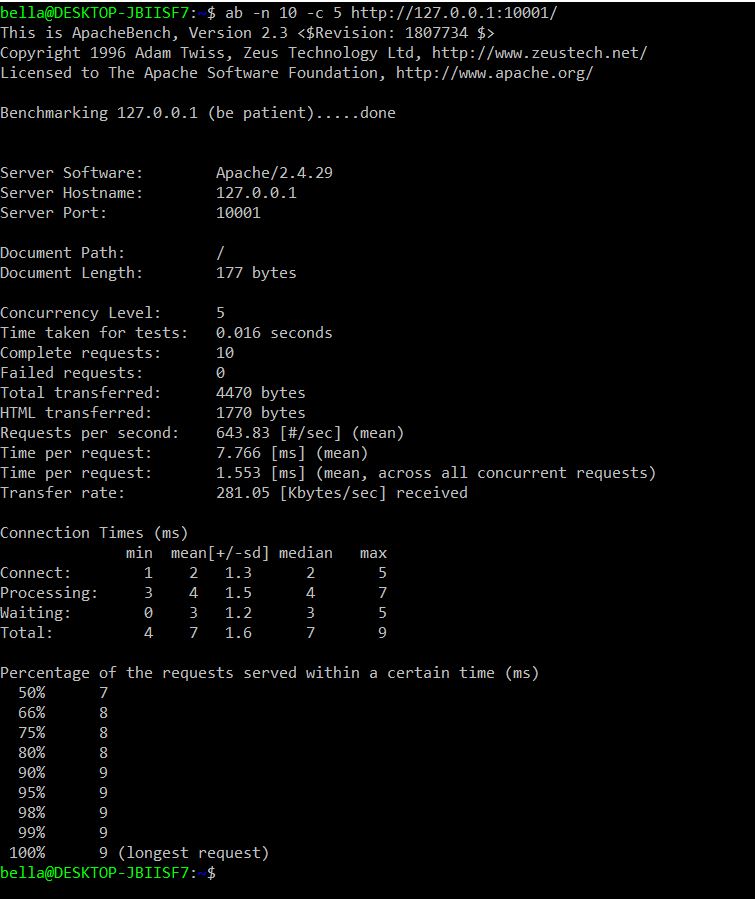 bella@DESKTOP-JBIISF7:~$ ab -n 10 -c 5 http://127.0.0.1:10001/
This is ApacheBench, Version 2.3 <$Revision: 1807734 $>
Copyright 1996 Adam Twiss, Zeus Technology Ltd, http://www.zeustech.net/
Licensed to The Apache Software Foundation, http://www.apache.org/

Benchmarking 127.0.0.1 (be patient).....done


Server Software:        Apache/2.4.29
Server Hostname:        127.0.0.1
Server Port:            10001

Document Path:          /
Document Length:        177 bytes

Concurrency Level:      5
Time taken for tests:   0.016 seconds
Complete requests:      10
Failed requests:        0
Total transferred:      4470 bytes
HTML transferred:       1770 bytes
Requests per second:    643.83 [#/sec] (mean)
Time per request:       7.766 [ms] (mean)
Time per request:       1.553 [ms] (mean, across all concurrent requests)
Transfer rate:          281.05 [Kbytes/sec] received

Connection Times (ms)
              min  mean[+/-sd] median   max
Connect:        1    2   1.3      2       5
Processing:     3    4   1.5      4       7
Waiting:        0    3   1.2      3       5
Total:          4    7   1.6      7       9

Percentage of the requests served within a certain time (ms)
  50%      7
  66%      8
  75%      8
  80%      8
  90%      9
  95%      9
  98%      9
  99%      9
 100%      9 (longest request)
bella@DESKTOP-JBIISF7:~$